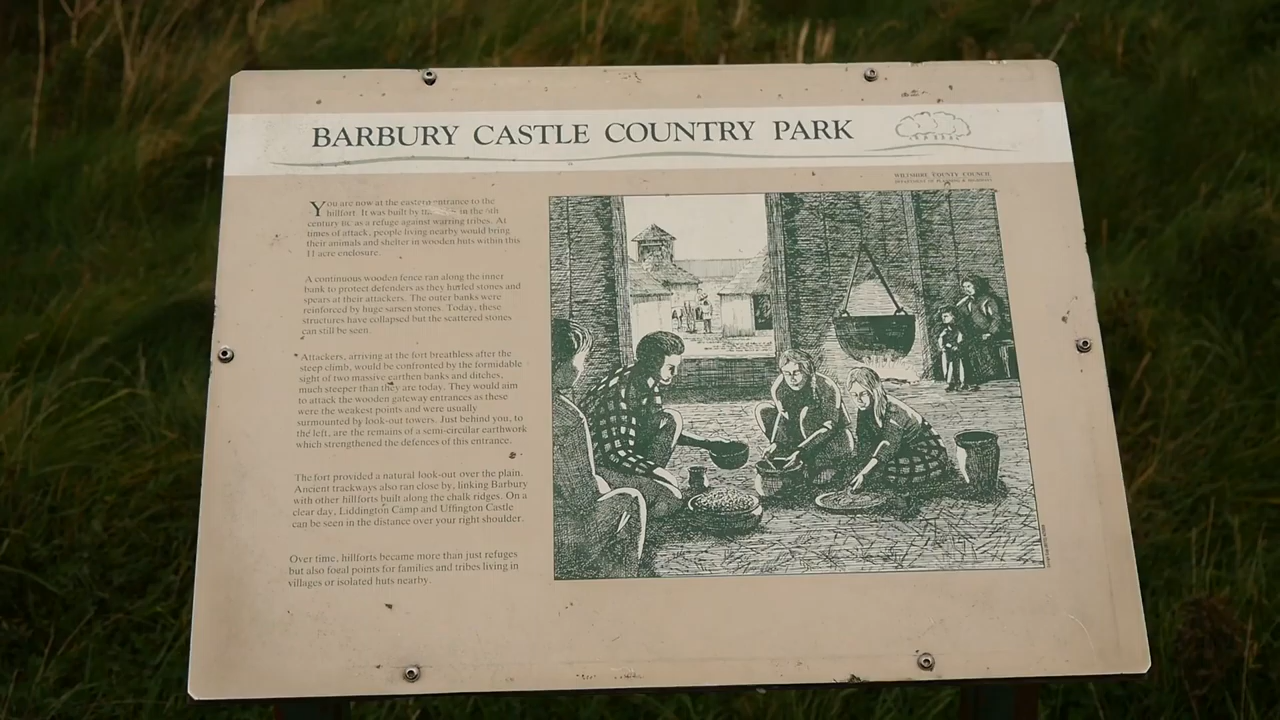 BARBURY CASTLE COUNTRY PARK
WILTSHIRE COUNTY COUNCIL
You are now at the eastern entrance to the
hillfort. It was built by in the
century BC as a refuge against warring tribes. At
times of attack, people living nearby would bring
their animals and shelter in wooden huts within this
11 acre enclosure.
A continuous wooden fence ran along the inner
bank to protect defenders as they hurled stones and
spears at their attackers. The outer banks were
reinforced by huge sarsen stones. Today, these
structures have collapsed but the scattered stones
can still be seen.
Attackers, arriving at the fort breathless after the
steep climb, would be confronted by the formidable
sight of two massive earthen banks and ditches,
much steeper than they are today. They would aim
to attack the wooden gateway entrances as these
were the weakest points and were usually
surmounted by look-out towers. Just behind you, to
the left, are the remains of a semi-circular earthwork
which strengthened the defences of this entrance.
The fort provided a natural look-out over the plain.
Ancient trackways also ran close by, linking Barbury
with other hillforts built along the chalk ridges. On a
clear day, Liddington Camp and Uffington Castle
can be seen in the distance over your right shoulder.
Over time, hillforts became more than just refuges
but also focal points for families and tribes living in
villages or isolated huts nearby.